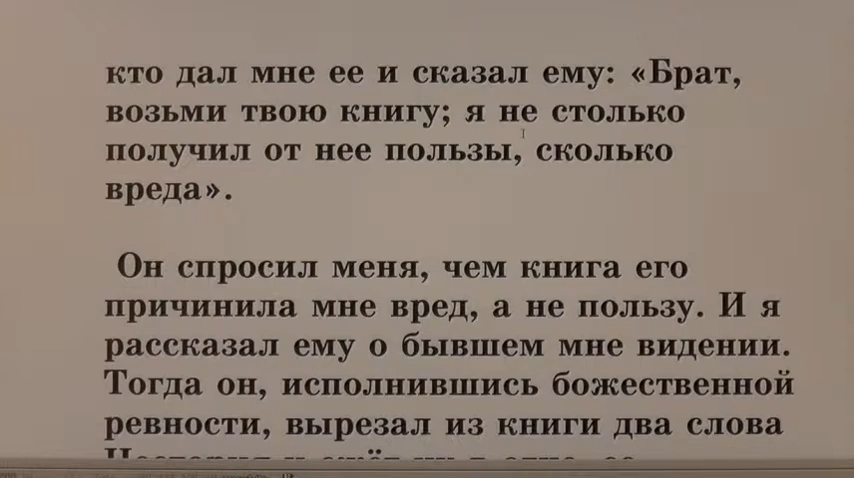 кто дал мне ее и сказал ему: «Брат,
возьми твою книгу; я не столько
получил от нее пользы, сколько
вреда».
Он спросил меня, чем книга его
причинила мне вред, а не пользу. И я
рассказал ему о бывшем мне видении.
Тогда он, исполнившись божественной
ревности, вырезал из книги два слова